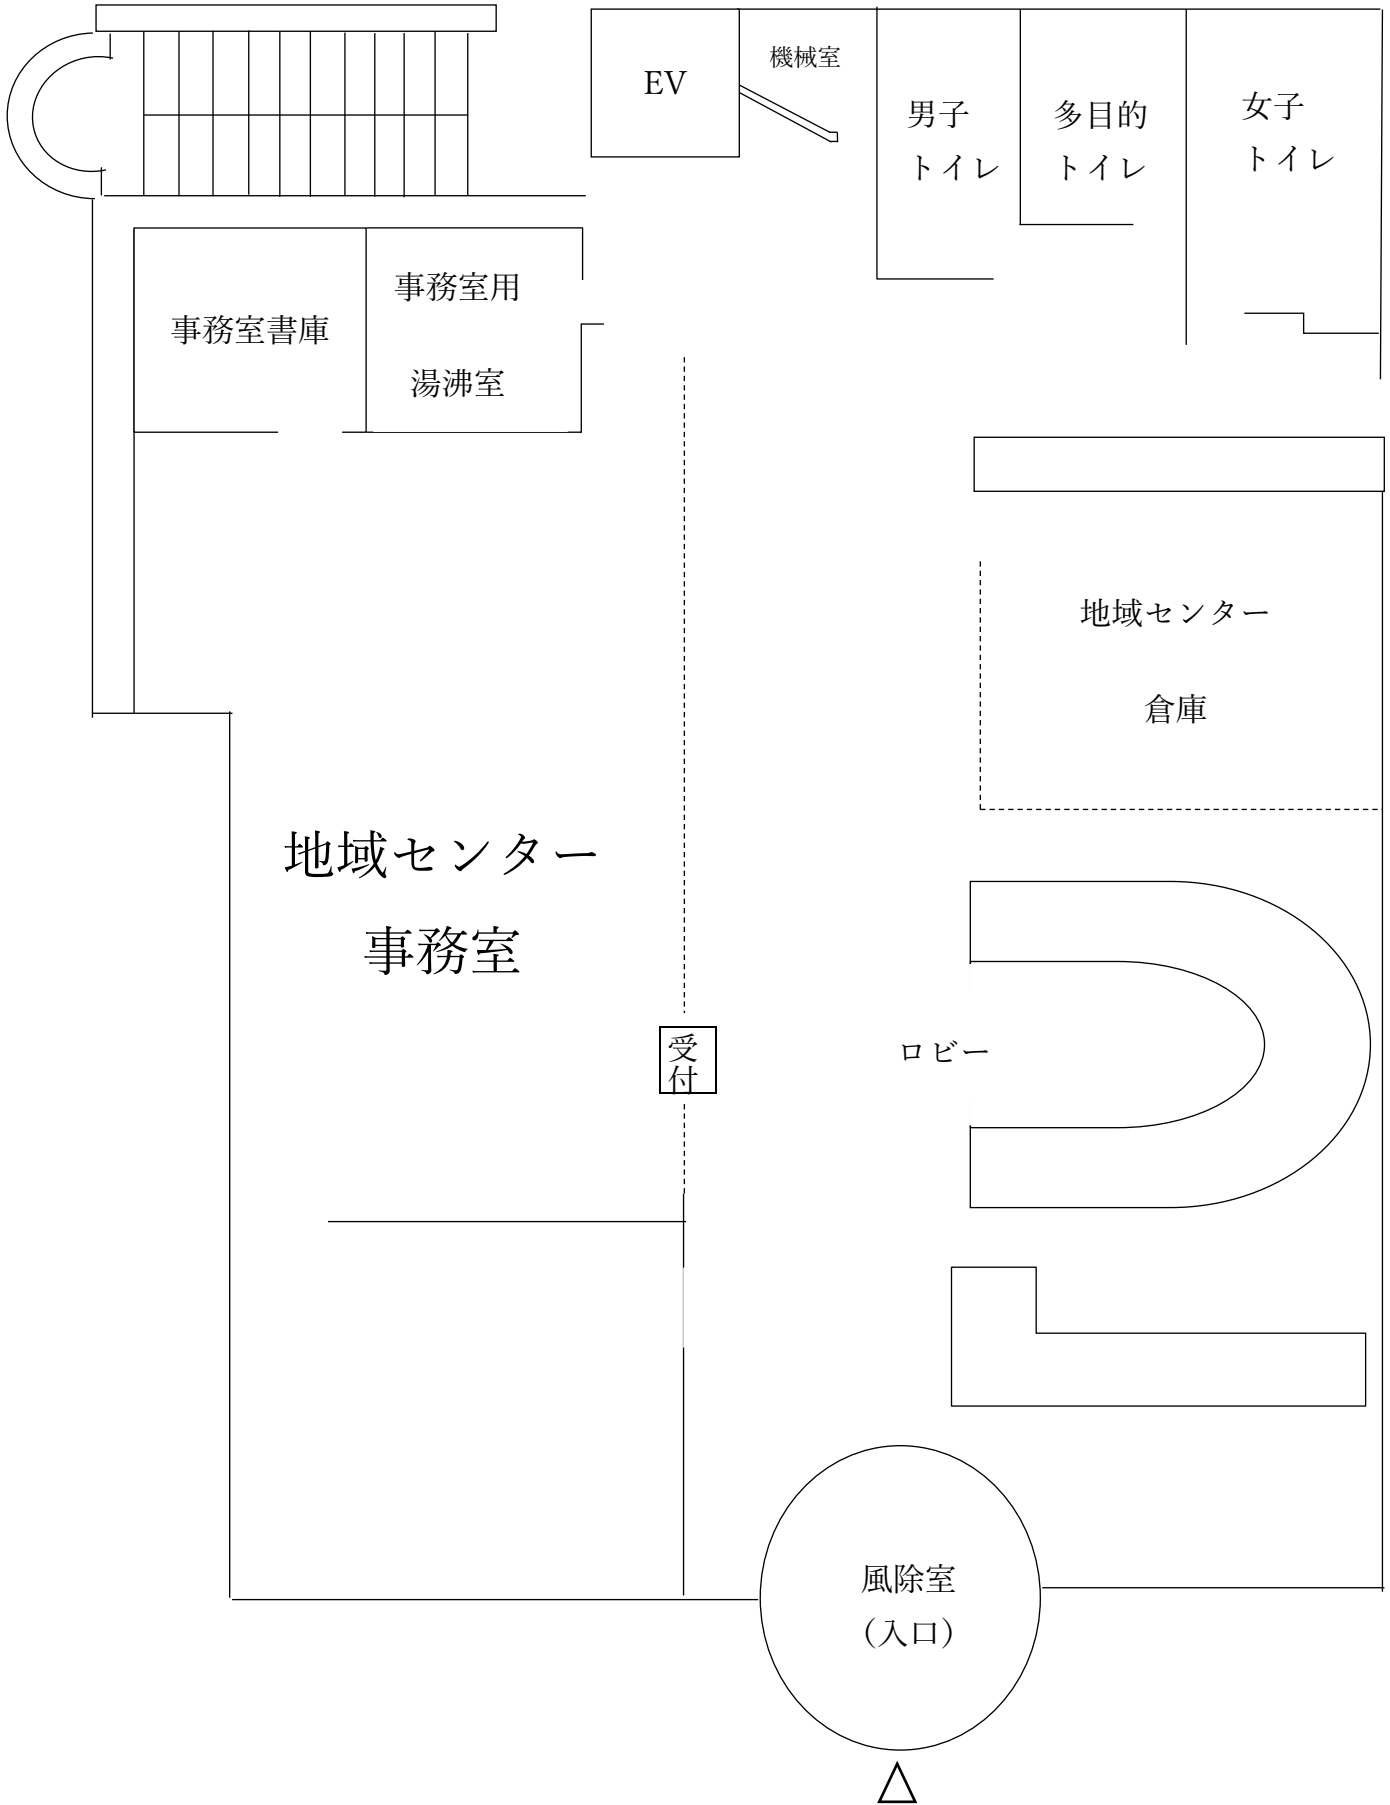 EV
機械室
男子
トイレ
多目的
トイレ
女子
トイレ
事務室書庫
事務室用
湯沸室
地域センター
倉庫
地域センター
事務室
受
付
ロビー
風除室
（入口）